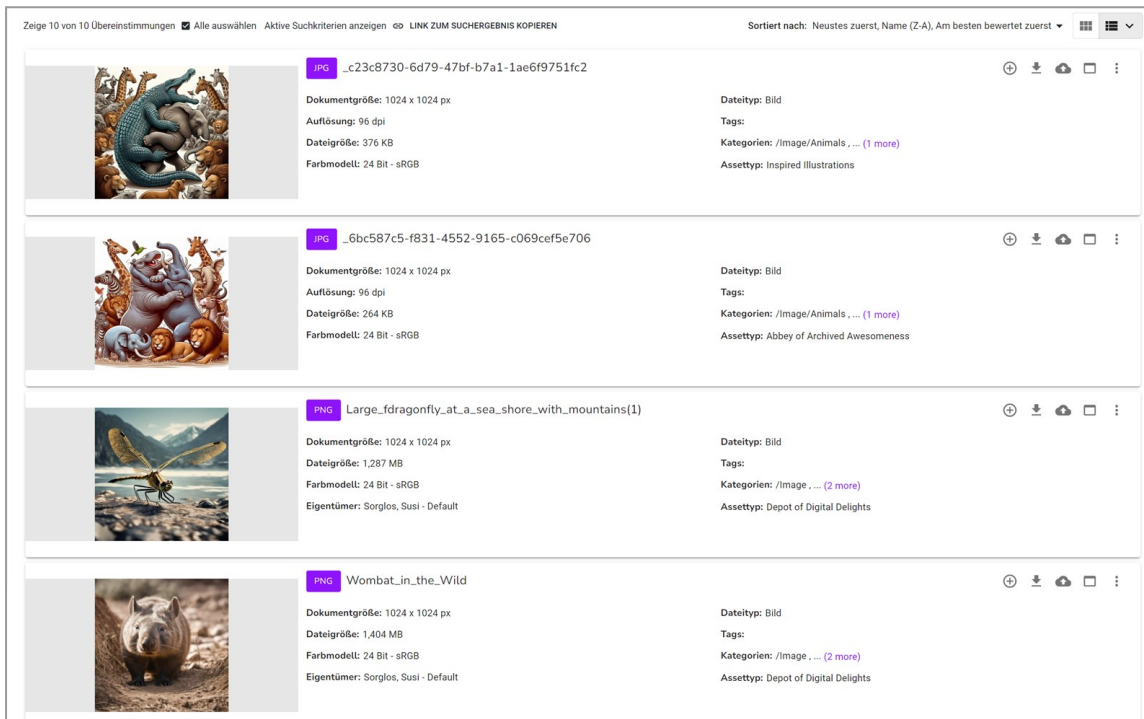 Zeige 10 von 10 Übereinstimmungen Alle auswählen Aktive Suchkriterien anzeigen LINK ZUM SUCHERGEBNIS KOPIEREN Sortiert nach: Neustes zuerst, Name (Z-A), Am besten bewertet zuerst
JPG _c23c8730-6d79-47bf-b7a1-1ae6f9751fc2
Dokumentgröße: 1024 x 1024 px Dateityp: Bild
Auflösung: 96 dpi Tags:
Dateigröße: 376 KB Kategorien: /Image/Animals , ... (1 more)
Farbmodell: 24 Bit - sRGB Assettyp: Inspired Illustrations
JPG _6bc587c5-f831-4552-9165-c069cef5e706
Dokumentgröße: 1024 x 1024 px Dateityp: Bild
Auflösung: 96 dpi Tags:
Dateigröße: 264 KB Kategorien: /Image/Animals , ... (1 more)
Farbmodell: 24 Bit - sRGB Assettyp: Abbey of Archived Awesomeness
PNG Large_fdragonfly_at_a_sea_shore_with_mountains(1)
Dokumentgröße: 1024 x 1024 px Dateityp: Bild
Dateigröße: 1,287 MB Tags:
Farbmodell: 24 Bit - sRGB Kategorien: /Image , ... (2 more)
Eigentümer: Sorglos, Susi - Default Assettyp: Depot of Digital Delights
PNG Wombat_in_the_Wild
Dokumentgröße: 1024 x 1024 px Dateityp: Bild
Dateigröße: 1,404 MB Tags:
Farbmodell: 24 Bit - sRGB Kategorien: /Image , ... (2 more)
Eigentümer: Sorglos, Susi - Default Assettyp: Depot of Digital Delights